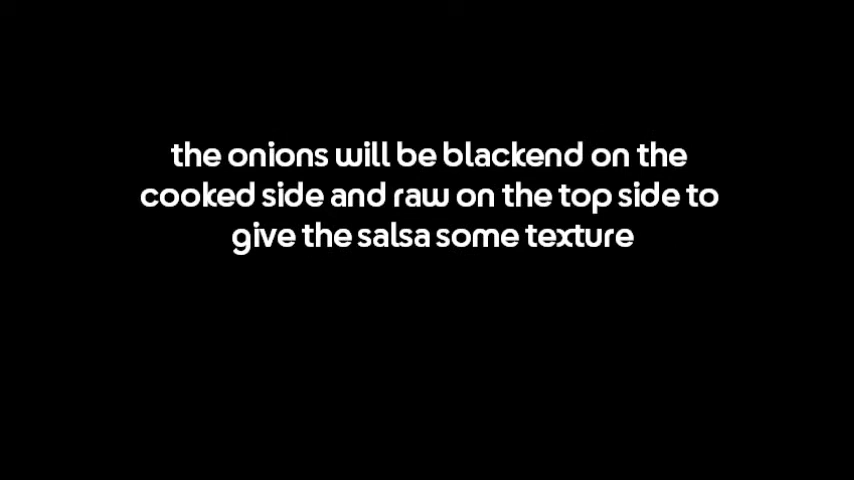 the onions will be blackend on the
cooked side and raw on the top side to
give the salsa some texture